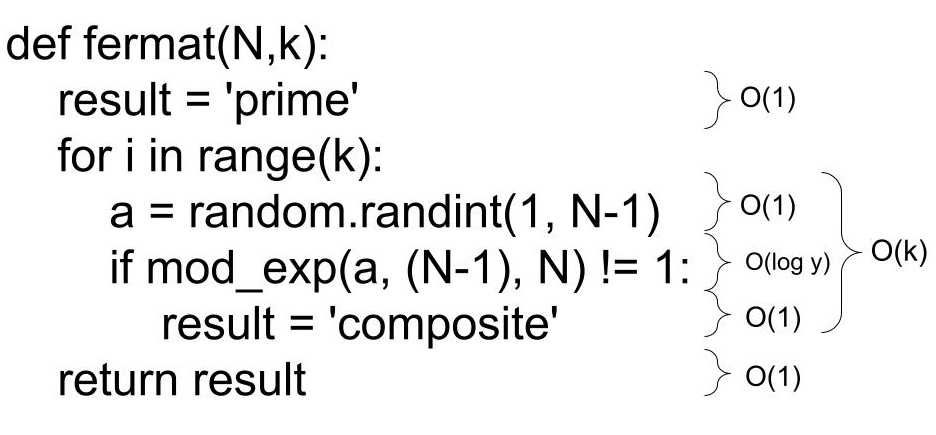 def fermat(N,k):
result = 'prime' O(1)
for i in range(k):
a = random.randint(1, N-1) O(1)
if mod_exp(a, (N-1), N) != 1: O(log y) O(k)
result = 'composite' O(1)
return result O(1)